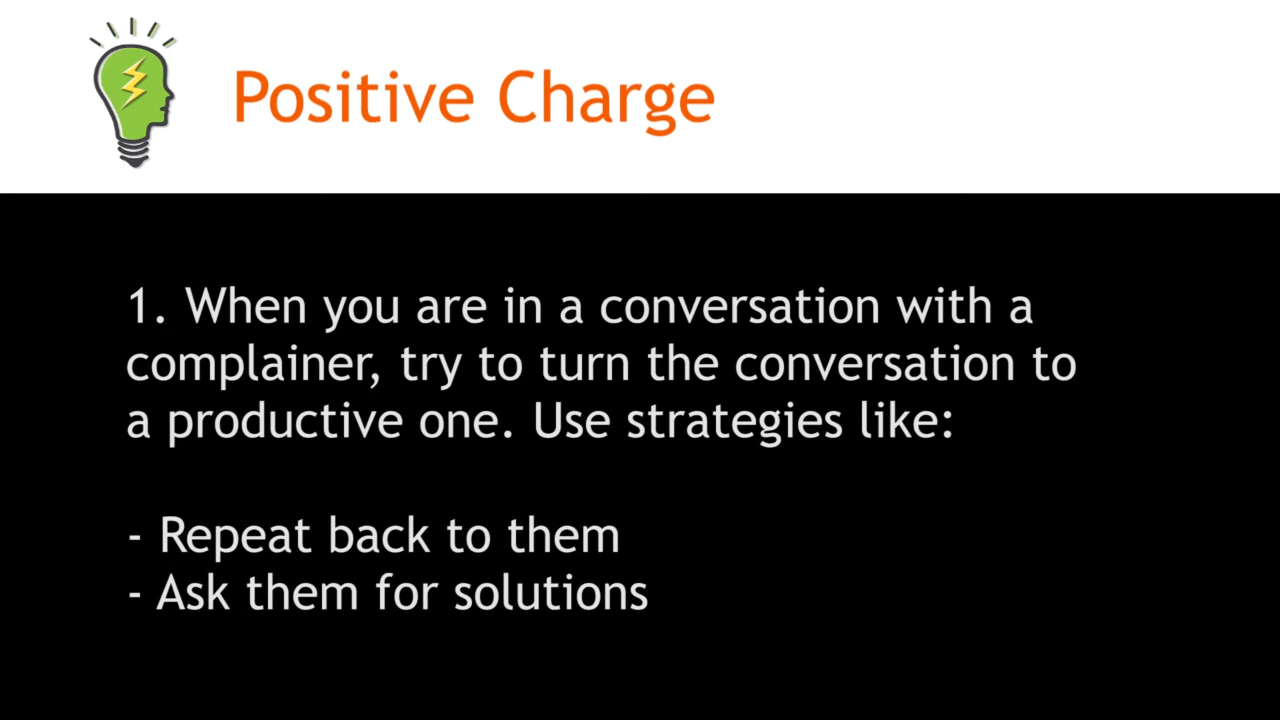 Positive Charge
1. When you are in a conversation with a
complainer, try to turn the conversation to
a productive one. Use strategies like:
- Repeat back to them
- Ask them for solutions